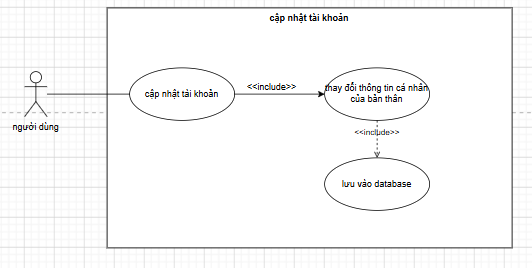 cập nhật tài khoản
cập nhật tài khoản
<<include>>
thay đổi thông tin cá nhân
của bản thân
người dùng
<<include>>
lưu vào database